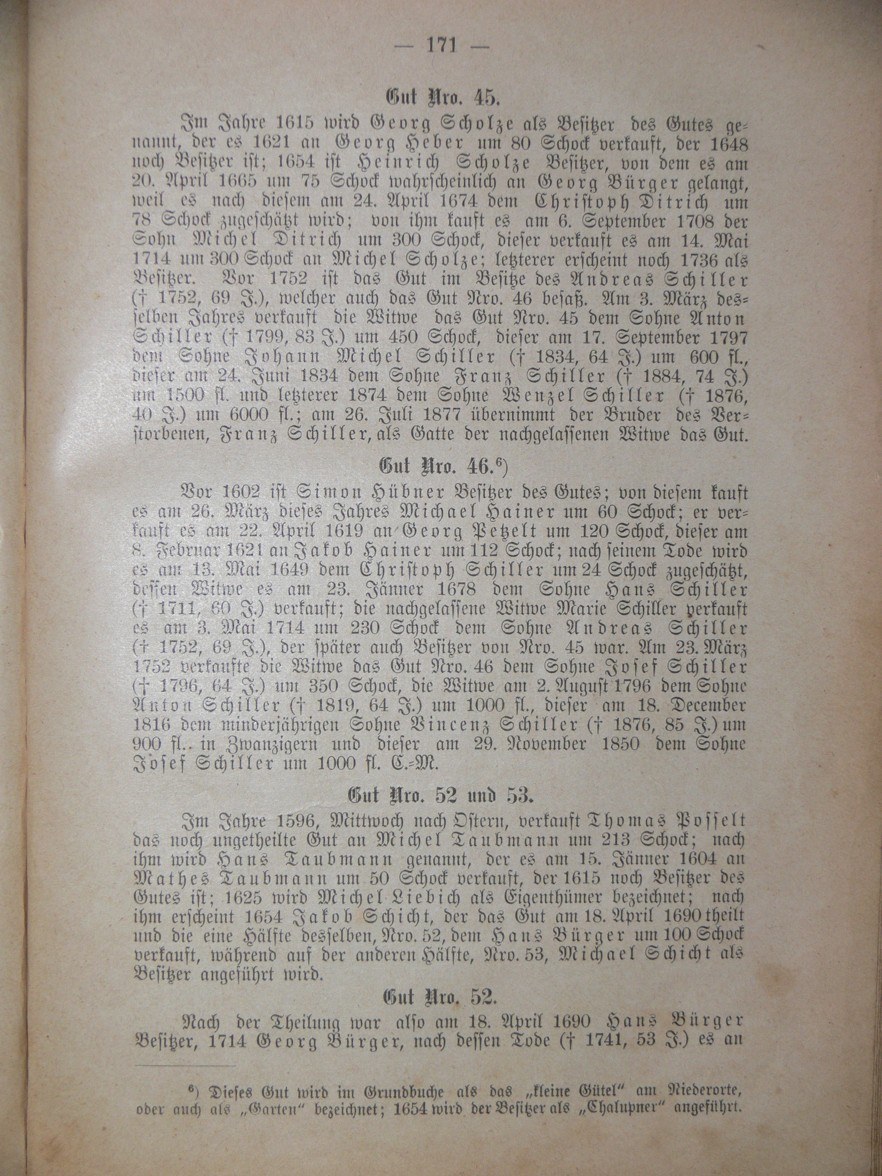 — 171 —
Gut Nro. 45.
Im Jahre 1615 wird Georg Scholze als Besitzer des Gutes ge=
nannt, der es 1621 an Georg Heber um 80 Schock verkauft, der 1648
noch Besitzer ist; 1654 ist Heinrich Scholze Besitzer, von dem es am
20. April 1665 um 75 Schock wahrscheinlich an Georg Bürger gelangt,
weil es nach diesem am 24. April 1674 dem Christoph Ditrich um
78 Schock zugeschätzt wird; von ihm kauft es am 6. September 1708 der
Sohn Michel Ditrich um 300 Schock, dieser verkauft es am 14. Mai
1714 um 300 Schock an Michel Scholze; letzterer erscheint noch 1736 als
Besitzer. Vor 1752 ist das Gut im Besitze des Andreas Schiller
(† 1752, 69 J.), welcher auch das Gut Nro. 46 besaß. Am 3. März des=
selben Jahres verkauft die Witwe das Gut Nro. 45 dem Sohne Anton
Schiller († 1799, 83 J.) um 450 Schock, dieser am 17. September 1797
dem Sohne Johann Michel Schiller († 1834, 64 J.) um 600 fl.,
dieser am 24. Juni 1834 dem Sohne Franz Schiller († 1884, 74 J.)
um 1500 fl. und letzterer 1874 dem Sohne Wenzel Schiller († 1876,
40 J.) um 6000 fl.; am 26. Juli 1877 übernimmt der Bruder des Ver=
storbenen, Franz Schiller, als Gatte der nachgelassenen Witwe das Gut.
Gut Nro. 46.⁶)
Vor 1602 ist Simon Hübner Besitzer des Gutes; von diesem kauft
es am 26. März dieses Jahres Michael Hainer um 60 Schock; er ver=
kauft es am 22. April 1619 an Georg Petzelt um 120 Schock, dieser am
8. Februar 1621 an Jakob Hainer um 112 Schock; nach seinem Tode wird
es am 13. Mai 1649 dem Christoph Schiller um 24 Schock zugeschätzt,
dessen Witwe es am 23. Jänner 1678 dem Sohne Hans Schiller
(† 1711, 60 J.) verkauft; die nachgelassene Witwe Marie Schiller verkauft
es am 3. Mai 1714 um 230 Schock dem Sohne Andreas Schiller
(† 1752, 69 J.), der später auch Besitzer von Nro. 45 war. Am 23. März
1752 verkaufte die Witwe das Gut Nro. 46 dem Sohne Josef Schiller
(† 1796, 64 J.) um 350 Schock, die Witwe am 2. August 1796 dem Sohne
Anton Schiller († 1819, 64 J.) um 1000 fl., dieser am 18. December
1816 dem minderjährigen Sohne Vincenz Schiller († 1876, 85 J.) um
900 fl. in Zwanzigern und dieser am 29. November 1850 dem Sohne
Josef Schiller um 1000 fl. C.=M.
Gut Nro. 52 und 53.
Im Jahre 1596, Mittwoch nach Ostern, verkauft Thomas Posselt
das noch ungetheilte Gut an Michel Taubmann um 213 Schock; nach
ihm wird Hans Taubmann genannt, der es am 15. Jänner 1604 an
Mathes Taubmann um 50 Schock verkauft, der 1615 noch Besitzer des
Gutes ist; 1625 wird Michel Liebich als Eigenthümer bezeichnet; nach
ihm erscheint 1654 Jakob Schicht, der das Gut am 18. April 1690 theilt
und die eine Hälfte desselben, Nro. 52, dem Hans Bürger um 100 Schock
verkauft, während auf der anderen Hälfte, Nro. 53, Michael Schicht als
Besitzer angeführt wird.
Gut Nro. 52.
Nach der Theilung war also am 18. April 1690 Hans Bürger
Besitzer, 1714 Georg Bürger, nach dessen Tode († 1741, 53 J.) es an
⁶) Dieses Gut wird im Grundbuche als das „kleine Gütel" am Niederorte,
oder auch als „Garten" bezeichnet; 1654 wird der Besitzer als „Chalupner" angeführt.